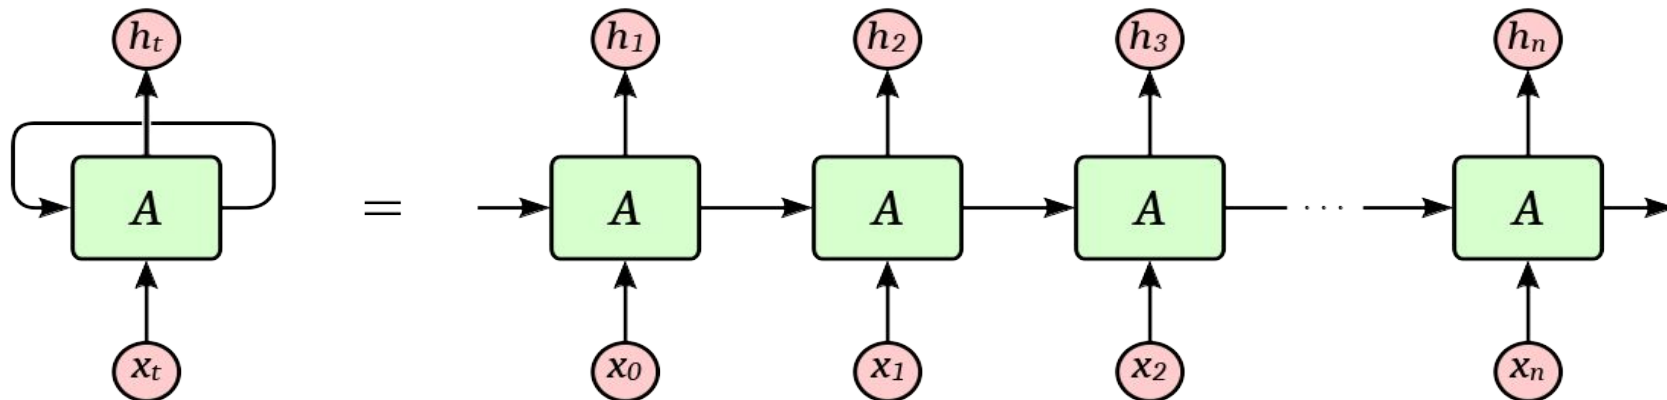 hₜ h₁ h₂ h₃ hₙ
A = A A A · · · A
xₜ x₀ x₁ x₂ xₙ